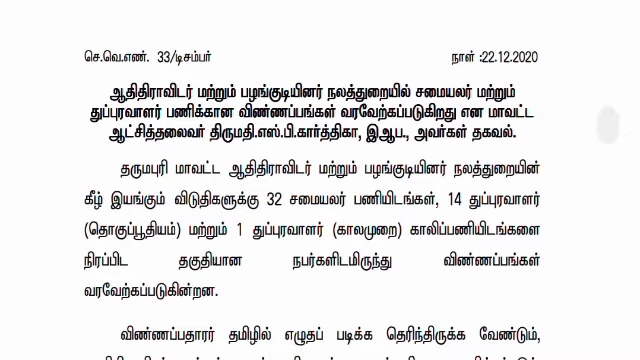 செ.வெ.எண். 33/டிசம்பர் நாள் :22.12.2020
ஆதிதிராவிடர் மற்றும் பழங்குடியினர் நலத்துறையில் சமையலர் மற்றும்
துப்புரவாளர் பணிக்கான விண்ணப்பங்கள் வரவேற்கப்படுகிறது என மாவட்ட
ஆட்சித்தலைவர் திருமதி.எஸ்.பி.கார்த்திகா, இஆப., அவர்கள் தகவல்.
தருமபுரி மாவட்ட ஆதிதிராவிடர் மற்றும் பழங்குடியினர் நலத்துறையின்
கீழ் இயங்கும் விடுதிகளுக்கு 32 சமையலர் பணியிடங்கள், 14 துப்புரவாளர்
(தொகுப்பூதியம்) மற்றும் 1 துப்புரவாளர் (காலமுறை) காலிப்பணியிடங்களை
நிரப்பிட தகுதியான நபர்களிடமிருந்து விண்ணப்பங்கள்
வரவேற்கப்படுகின்றன.
விண்ணப்பதாரர் தமிழில் எழுதப் படிக்க தெரிந்திருக்க வேண்டும்,